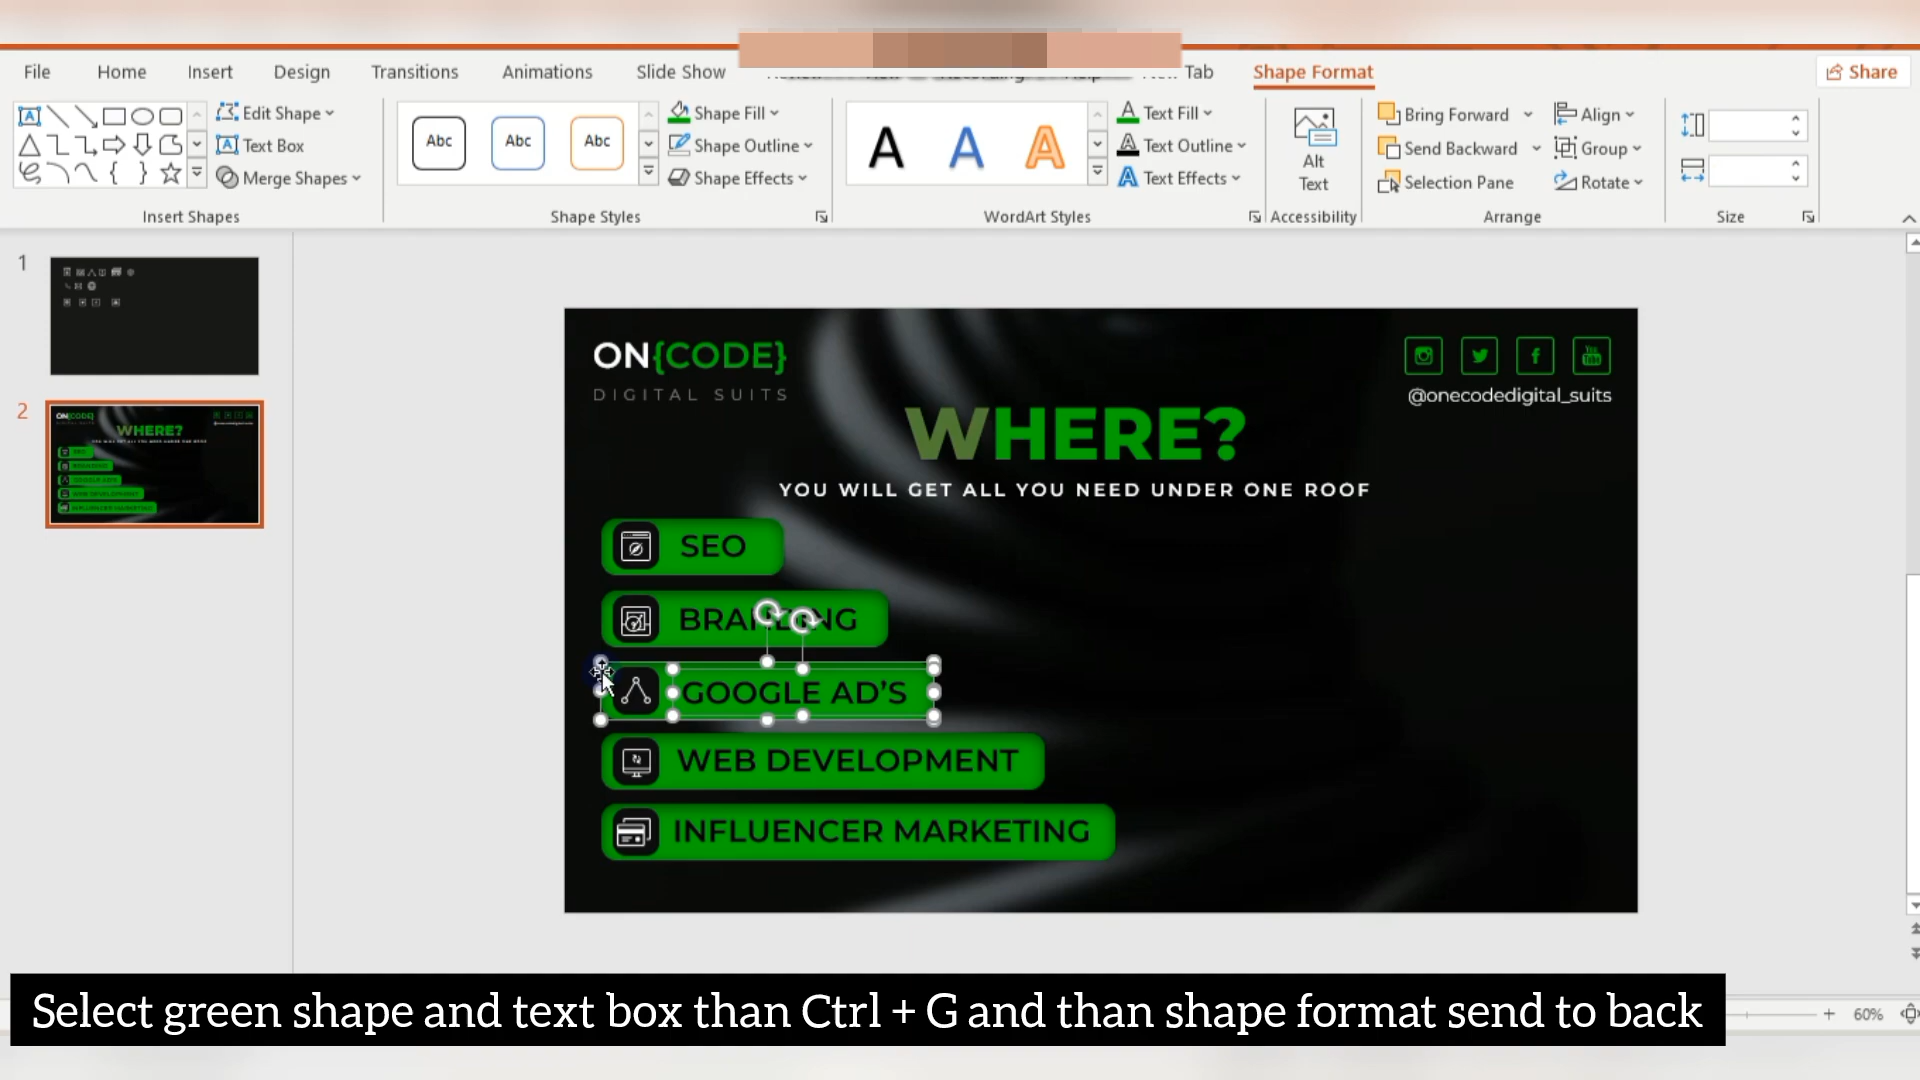 File Home Insert Design Transitions Animations Slide Show Tab Shape Format Share
Edit Shape Text Box Merge Shapes
Insert Shapes
Abc Abc Abc
Shape Fill
Shape Outline
Shape Effects
Shape Styles
A A A
Text Fill
Text Outline
Text Effects
WordArt Styles
Alt
Text
Accessibility
Bring Forward
Send Backward
Selection Pane
Align
Group
Rotate
Arrange
Size
1
2
ON{CODE}
DIGITAL SUITS
You
Tube
@onecodedigital_suits
WHERE?
YOU WILL GET ALL YOU NEED UNDER ONE ROOF
SEO
BRANDING
GOOGLE AD'S
WEB DEVELOPMENT
INFLUENCER MARKETING
60%
Select green shape and text box than Ctrl + G and than shape format send to back